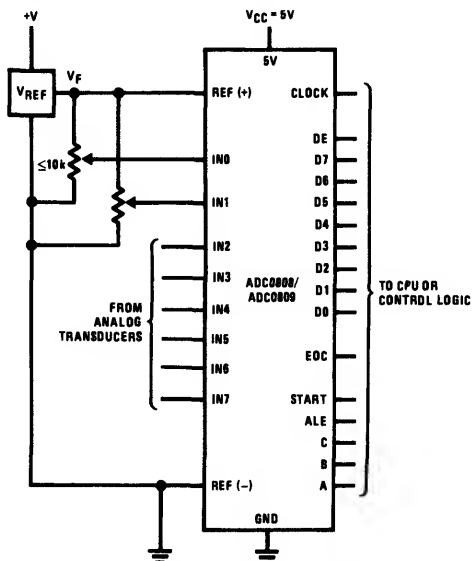 +V
VREF
VF
≤10k
VCC = 5V
5V
REF (+)
IN0
IN1
IN2
IN3
IN4
IN5
IN6
IN7
REF (−)
FROM
ANALOG
TRANSDUCERS
ADC0808/
ADC0809
GND
CLOCK
DE
D7
D6
D5
D4
D3
D2
D1
D0
EOC
START
ALE
C
B
A
TO CPU OR
CONTROL LOGIC